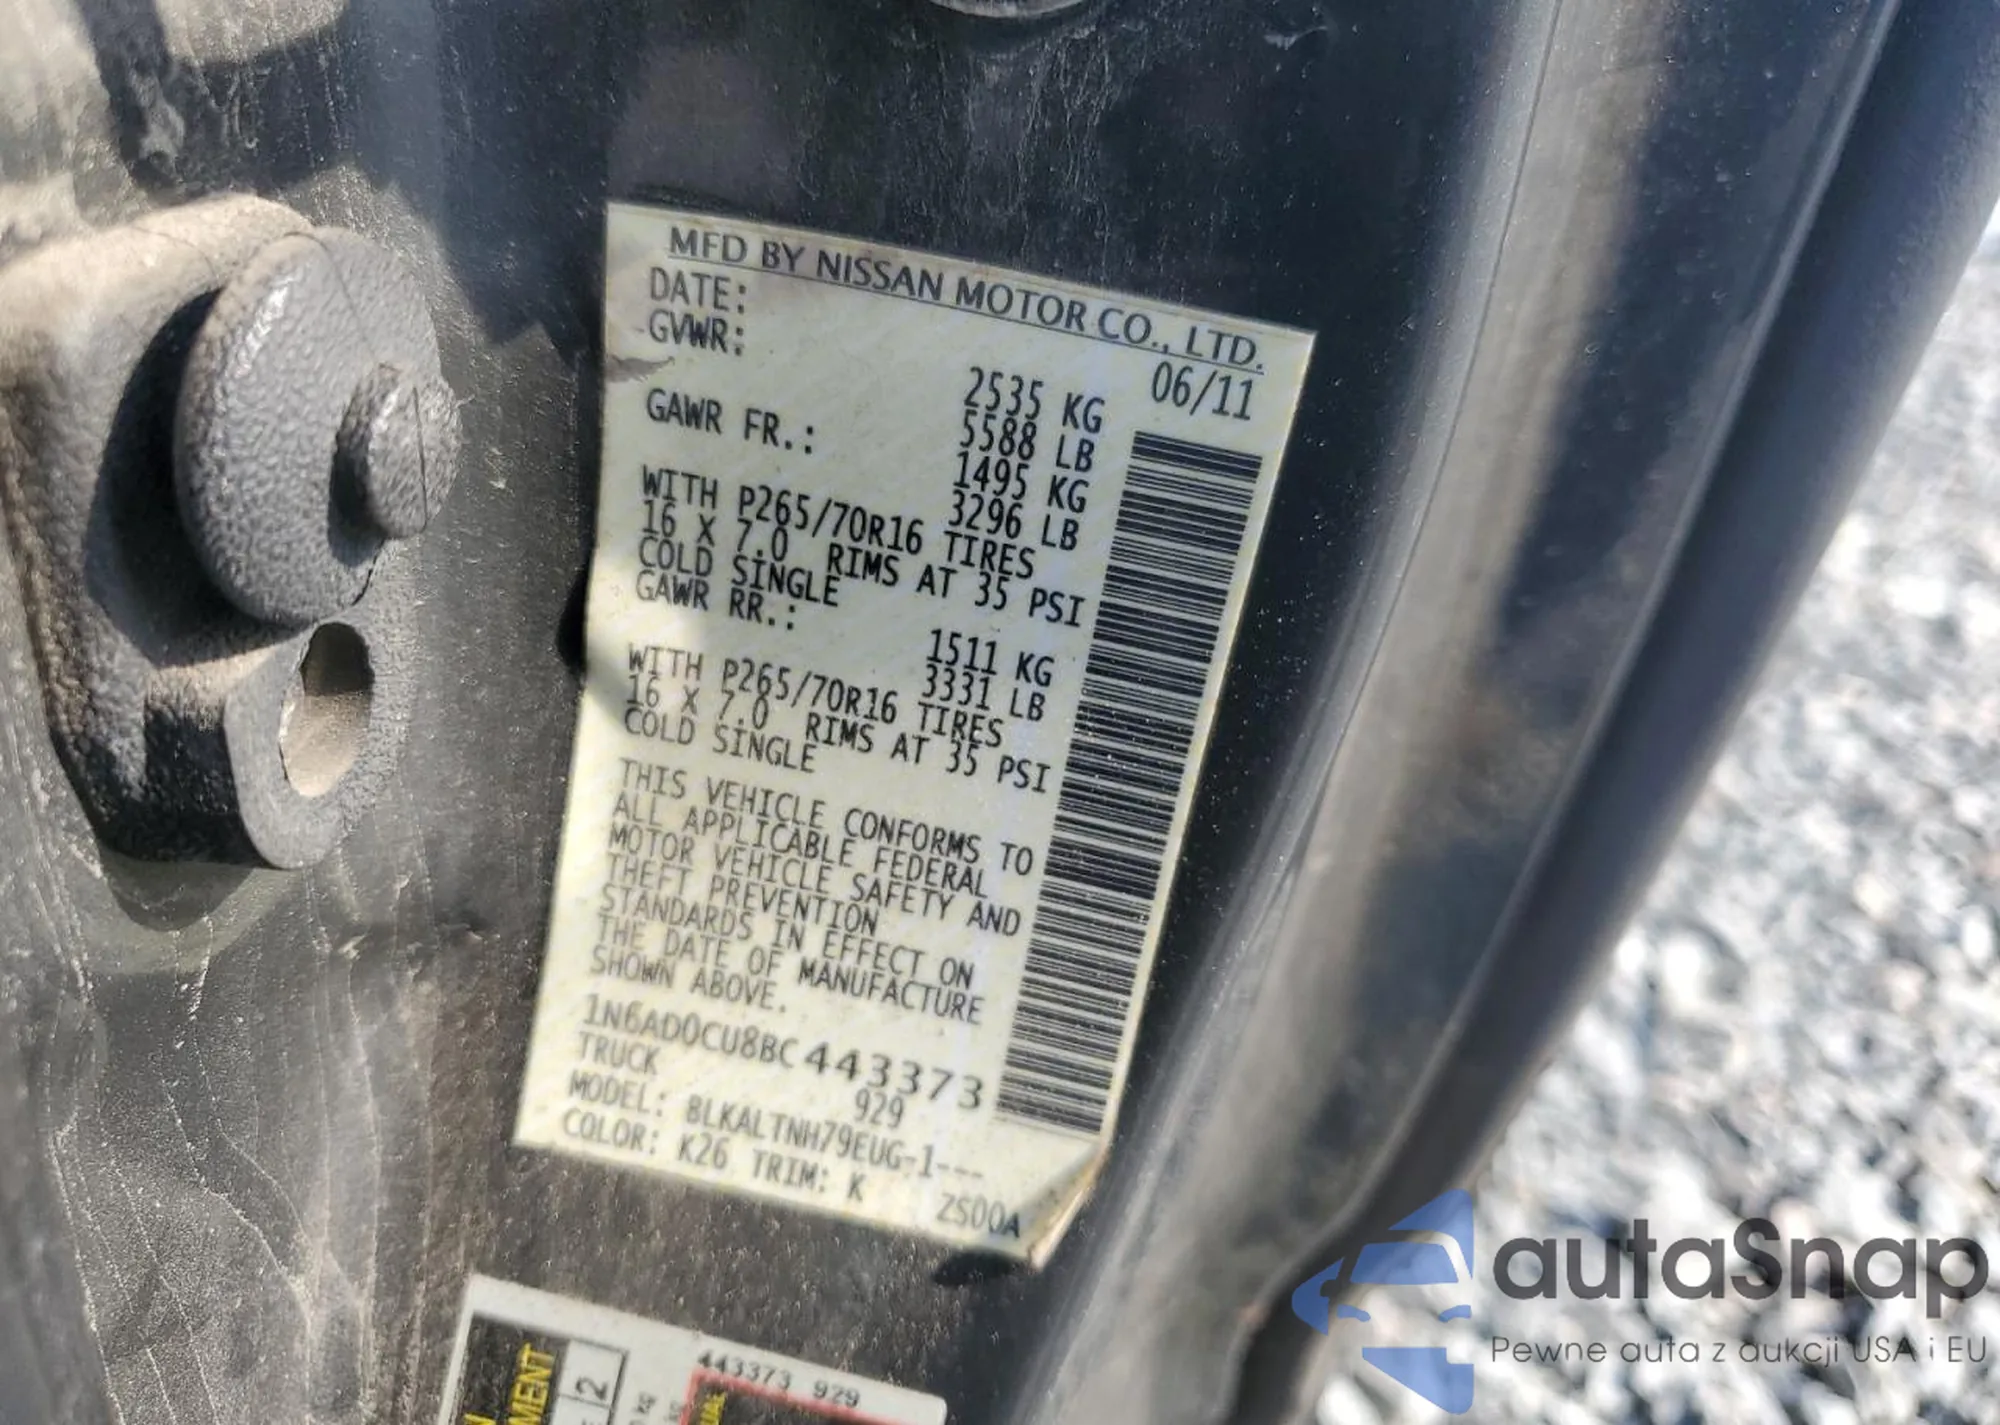 MFD BY NISSAN MOTOR CO., LTD.
DATE: 06/11
GVWR: 2535 KG
5588 LB
GAWR FR.: 1495 KG
3296 LB
WITH P265/70R16 TIRES
16 X 7.0 RIMS AT 35 PSI
COLD SINGLE
GAWR RR.: 1511 KG
3331 LB
WITH P265/70R16 TIRES
16 X 7.0 RIMS AT 35 PSI
COLD SINGLE
THIS VEHICLE CONFORMS TO
ALL APPLICABLE FEDERAL
MOTOR VEHICLE SAFETY AND
THEFT PREVENTION
STANDARDS IN EFFECT ON
THE DATE OF MANUFACTURE
SHOWN ABOVE.
1N6AD0CU8BC443373
TRUCK 929
MODEL: BLKALTNH79EUG-1---
COLOR: K26 TRIM: K ZS00A
443373 929
2
autaSnap
Pewne auta z aukcji USA i EU